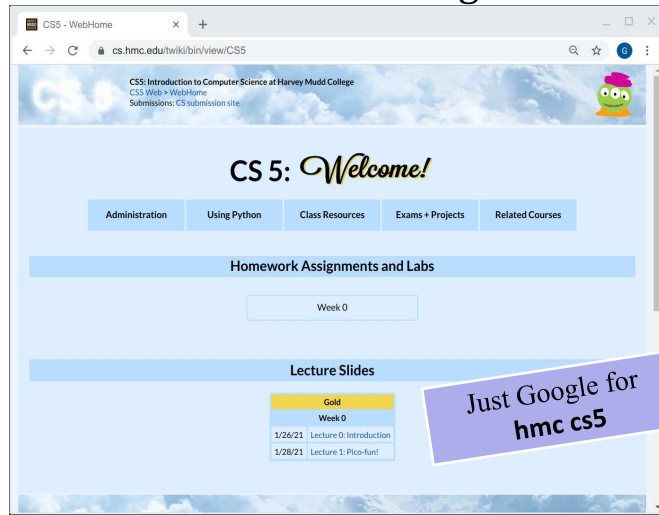 CS5 - WebHome
cs.hmc.edu/twiki/bin/view/CS5
G
CS5: Introduction to Computer Science at Harvey Mudd College
CS5 Web > WebHome
Submissions: CS submission site
CS 5: Welcome!
Administration Using Python Class Resources Exams + Projects Related Courses
Homework Assignments and Labs
Week 0
Lecture Slides
Gold
Week 0
1/26/21 Lecture 0: Introduction
1/28/21 Lecture 1: Pico-fun!
Just Google for
hmc cs5